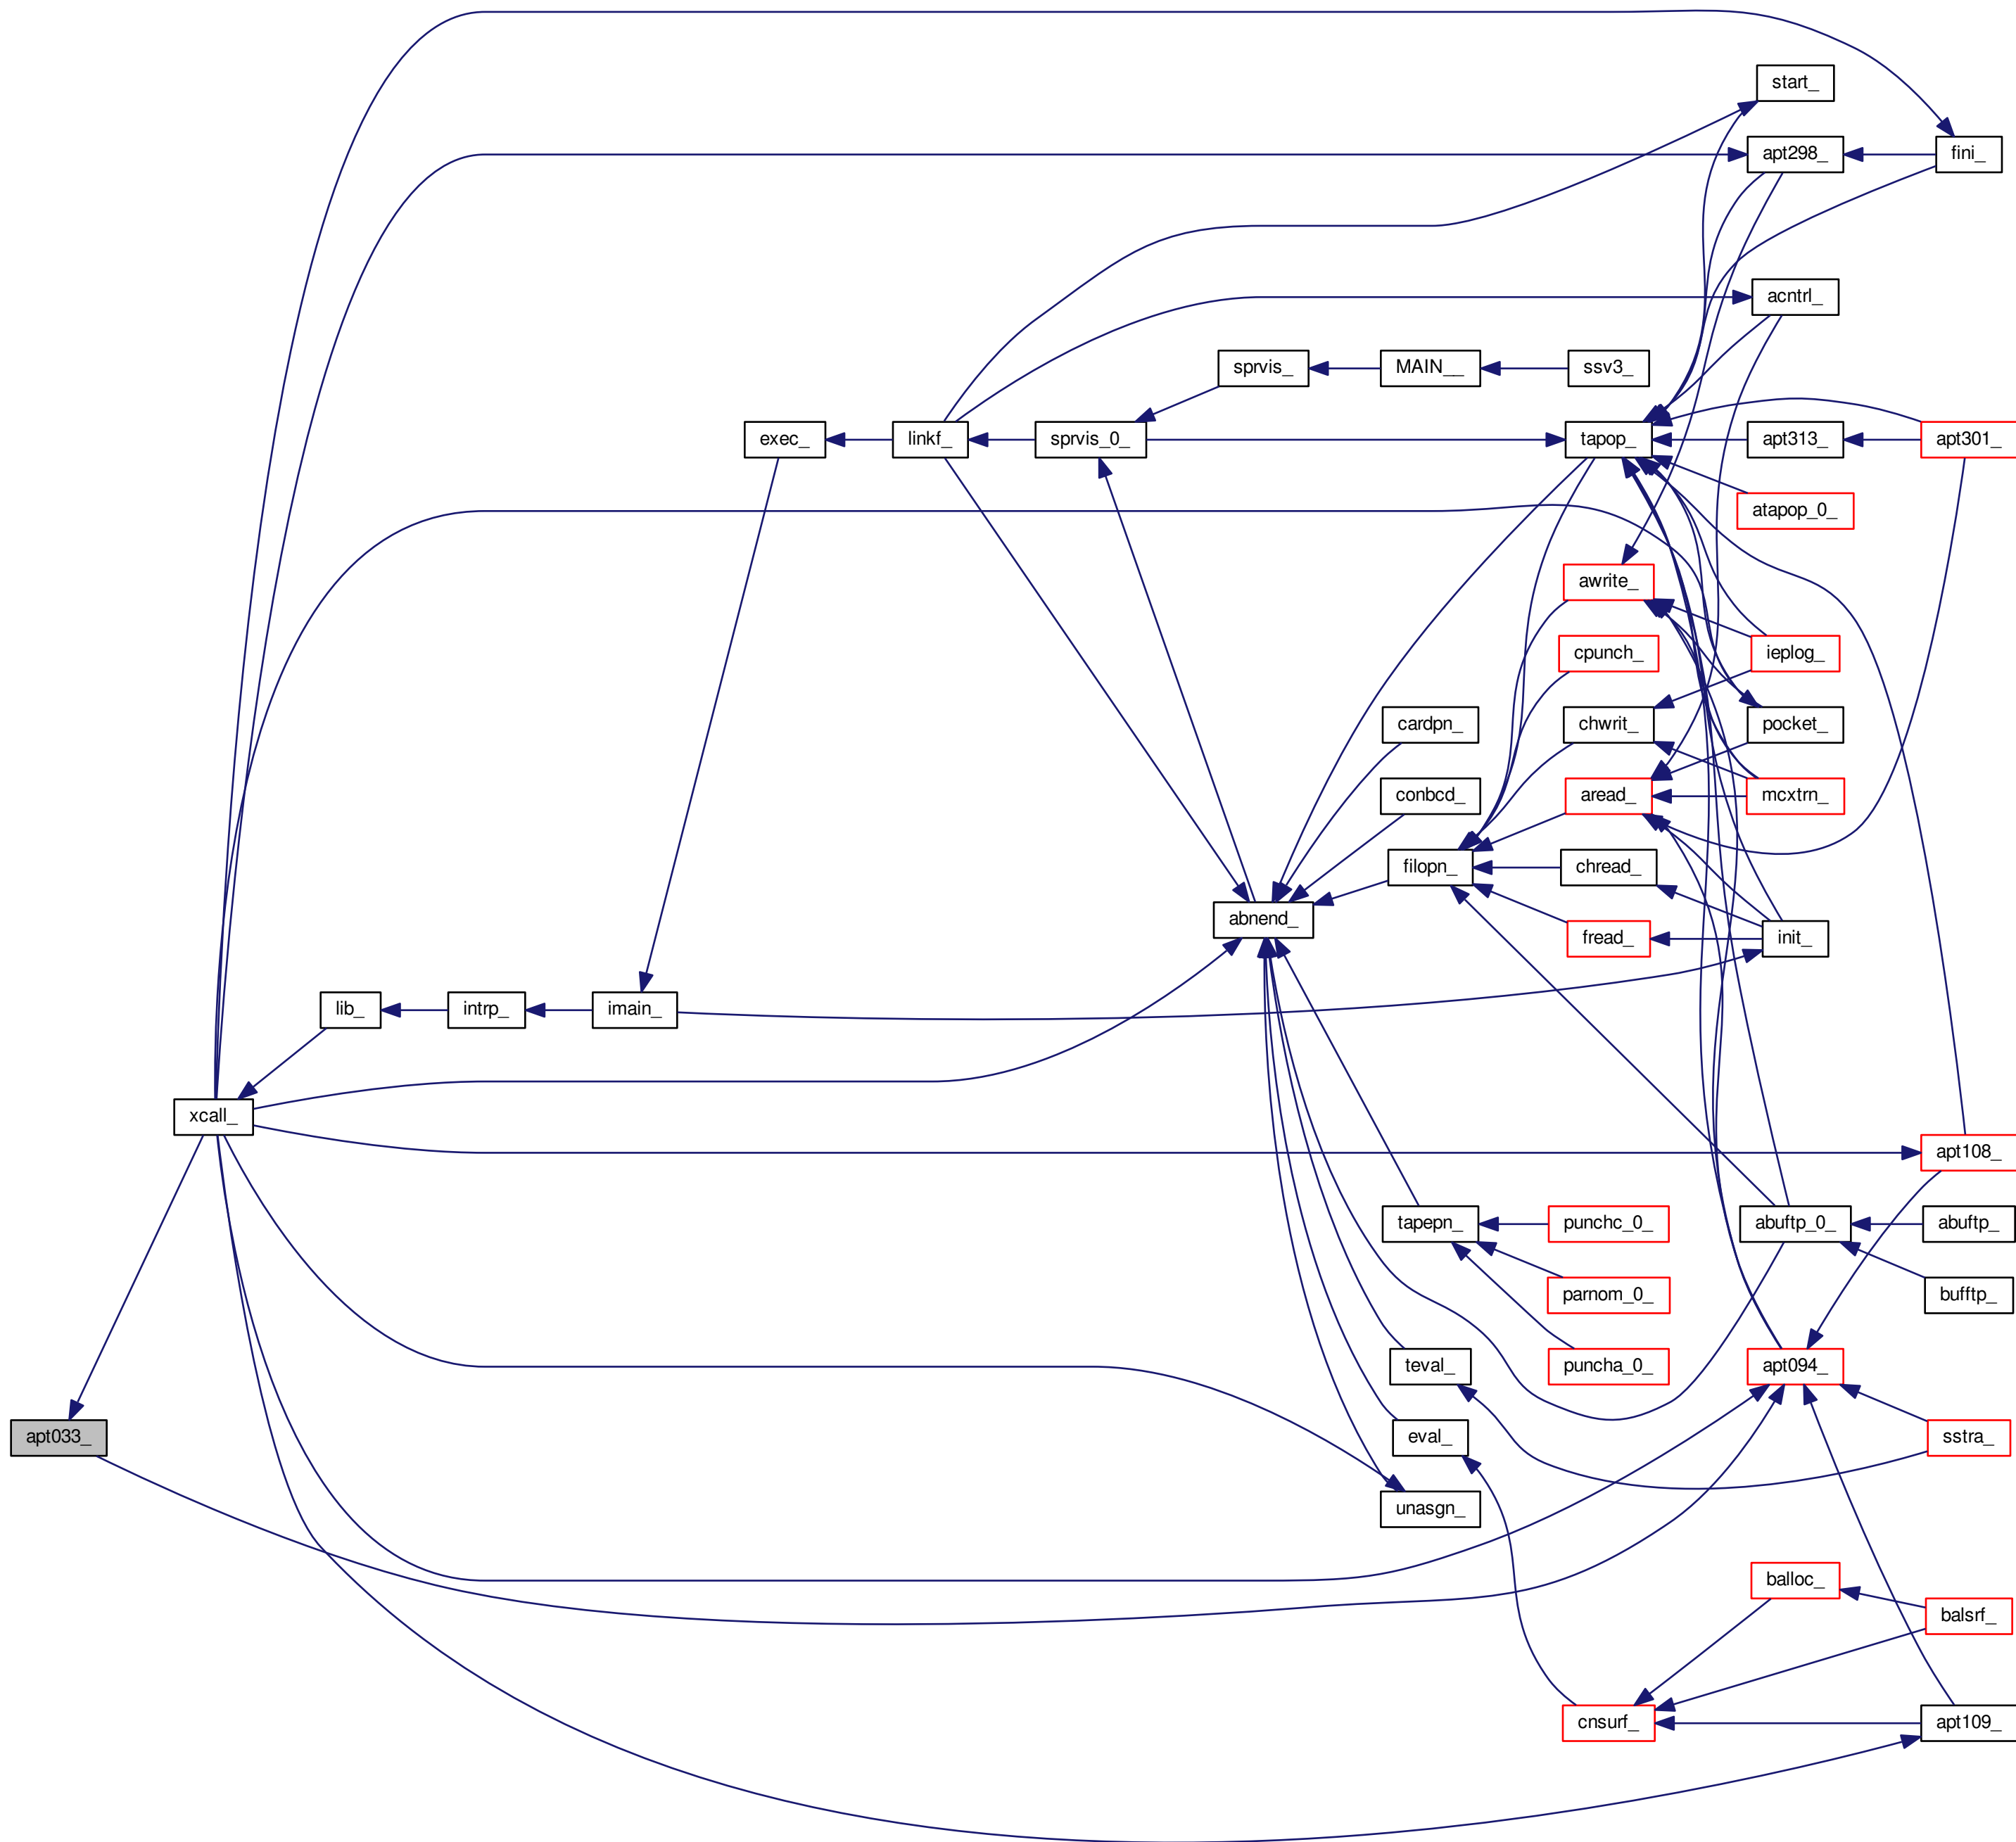 start_
apt298_
fini_
acntrl_
sprvis_
MAIN__
ssv3_
exec_
linkf_
sprvis_0_
tapop_
apt313_
apt301_
atapop_0_
awrite_
cpunch_
ieplog_
cardpn_
chwrit_
pocket_
conbcd_
aread_
mcxtrn_
filopn_
chread_
abnend_
fread_
init_
lib_
intrp_
imain_
xcall_
apt108_
tapepn_
punchc_0_
abuftp_0_
abuftp_
parnom_0_
bufftp_
teval_
puncha_0_
apt094_
apt033_
eval_
sstra_
unasgn_
balloc_
balsrf_
cnsurf_
apt109_